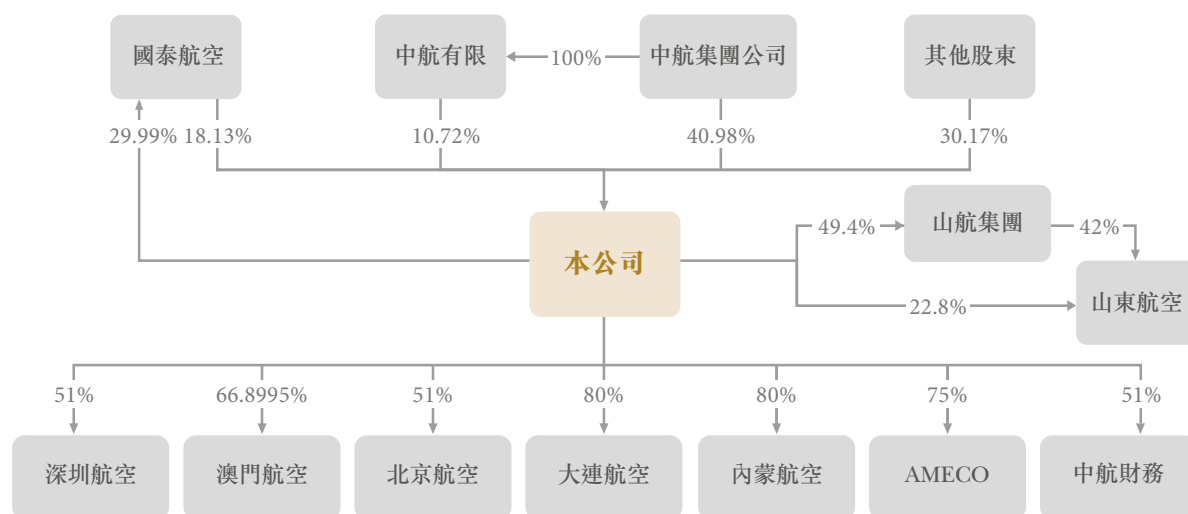 國泰航空
中航有限
100%
中航集團公司
其他股東
29.99%
18.13%
10.72%
40.98%
30.17%
本公司
49.4%
山航集團
42%
22.8%
山東航空
51%
66.8995%
51%
80%
80%
75%
51%
深圳航空
澳門航空
北京航空
大連航空
內蒙航空
AMECO
中航財務